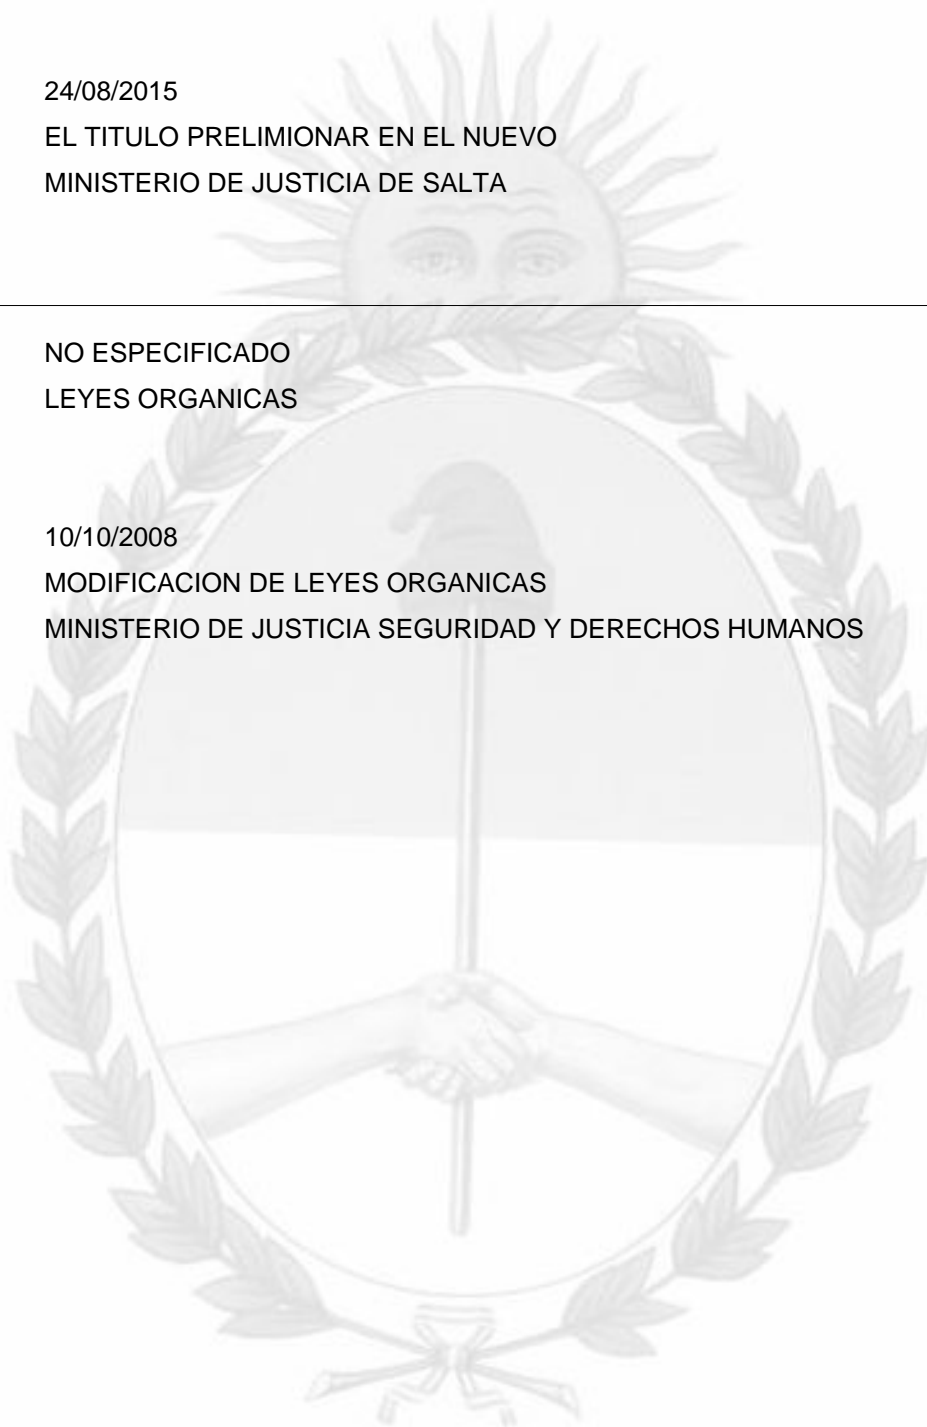 24/08/2015
EL TITULO PRELIMIONAR EN EL NUEVO
MINISTERIO DE JUSTICIA DE SALTA
NO ESPECIFICADO
LEYES ORGANICAS
10/10/2008
MODIFICACION DE LEYES ORGANICAS
MINISTERIO DE JUSTICIA SEGURIDAD Y DERECHOS HUMANOS